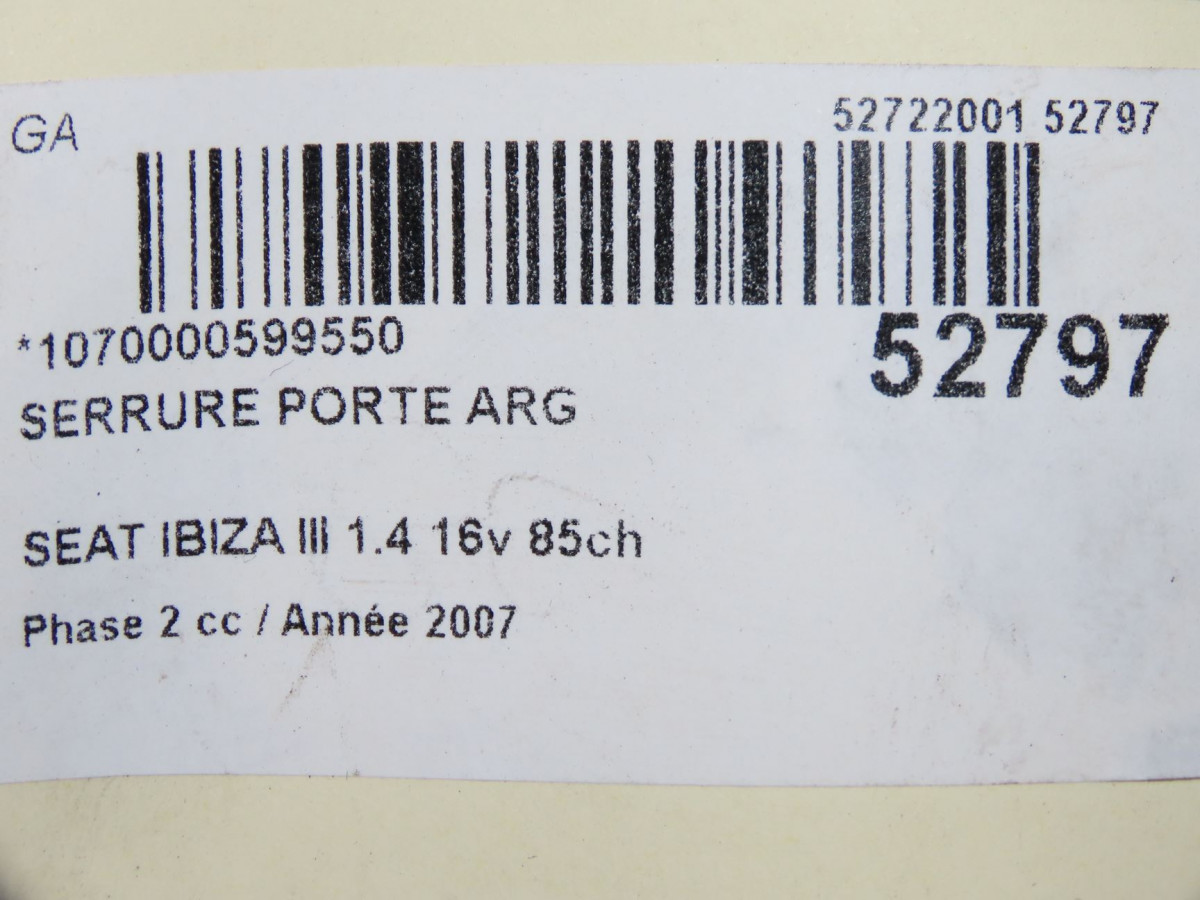 GA
52722001 52797
*1070000599550
52797
SERRURE PORTE ARG
SEAT IBIZA III 1.4 16v 85ch
Phase 2 cc / Année 2007